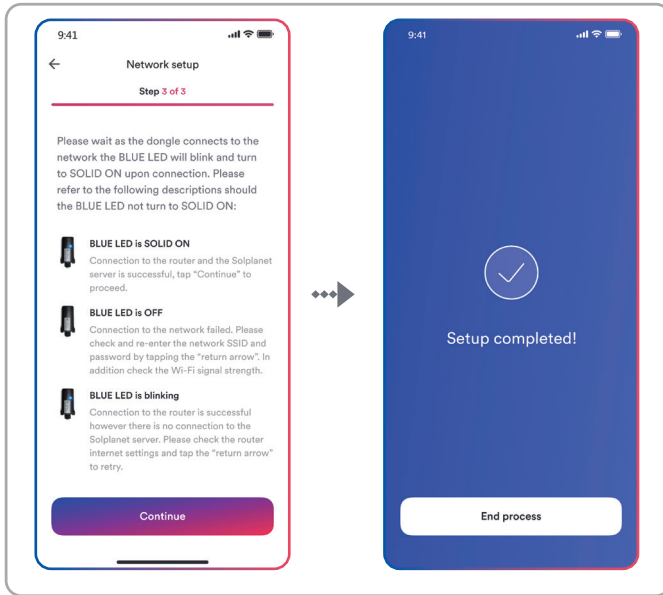 9:41
Network setup
Step 3 of 3
Please wait as the dongle connects to the
network the BLUE LED will blink and turn
to SOLID ON upon connection. Please
refer to the following descriptions should
the BLUE LED not turn to SOLID ON:
BLUE LED is SOLID ON
Connection to the router and the Solplanet
server is successful, tap “Continue” to
proceed.
BLUE LED is OFF
Connection to the network failed. Please
check and re-enter the network SSID and
password by tapping the “return arrow”. In
addition check the Wi-Fi signal strength.
BLUE LED is blinking
Connection to the router is successful
however there is no connection to the
Solplanet server. Please check the router
internet settings and tap the “return arrow”
to retry.
Continue
9:41
Setup completed!
End process